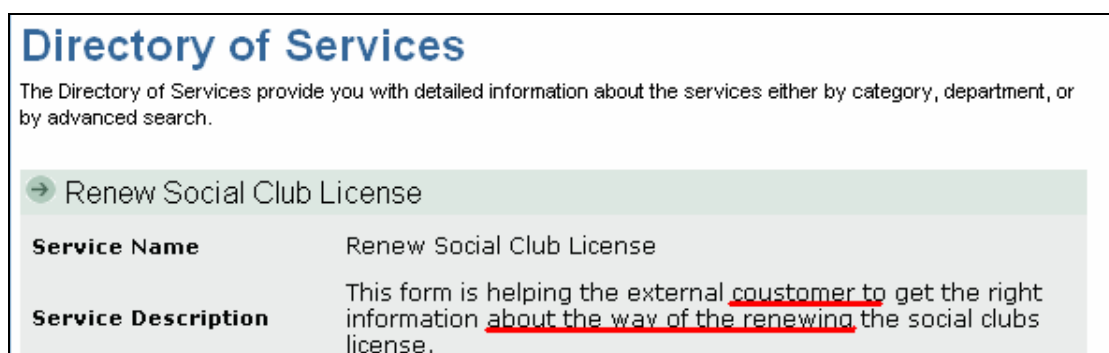 Directory of Services
The Directory of Services provide you with detailed information about the services either by category, department, or
by advanced search.
Renew Social Club License
Service Name Renew Social Club License
Service Description This form is helping the external coustomer to get the right
information about the way of the renewing the social clubs
license.